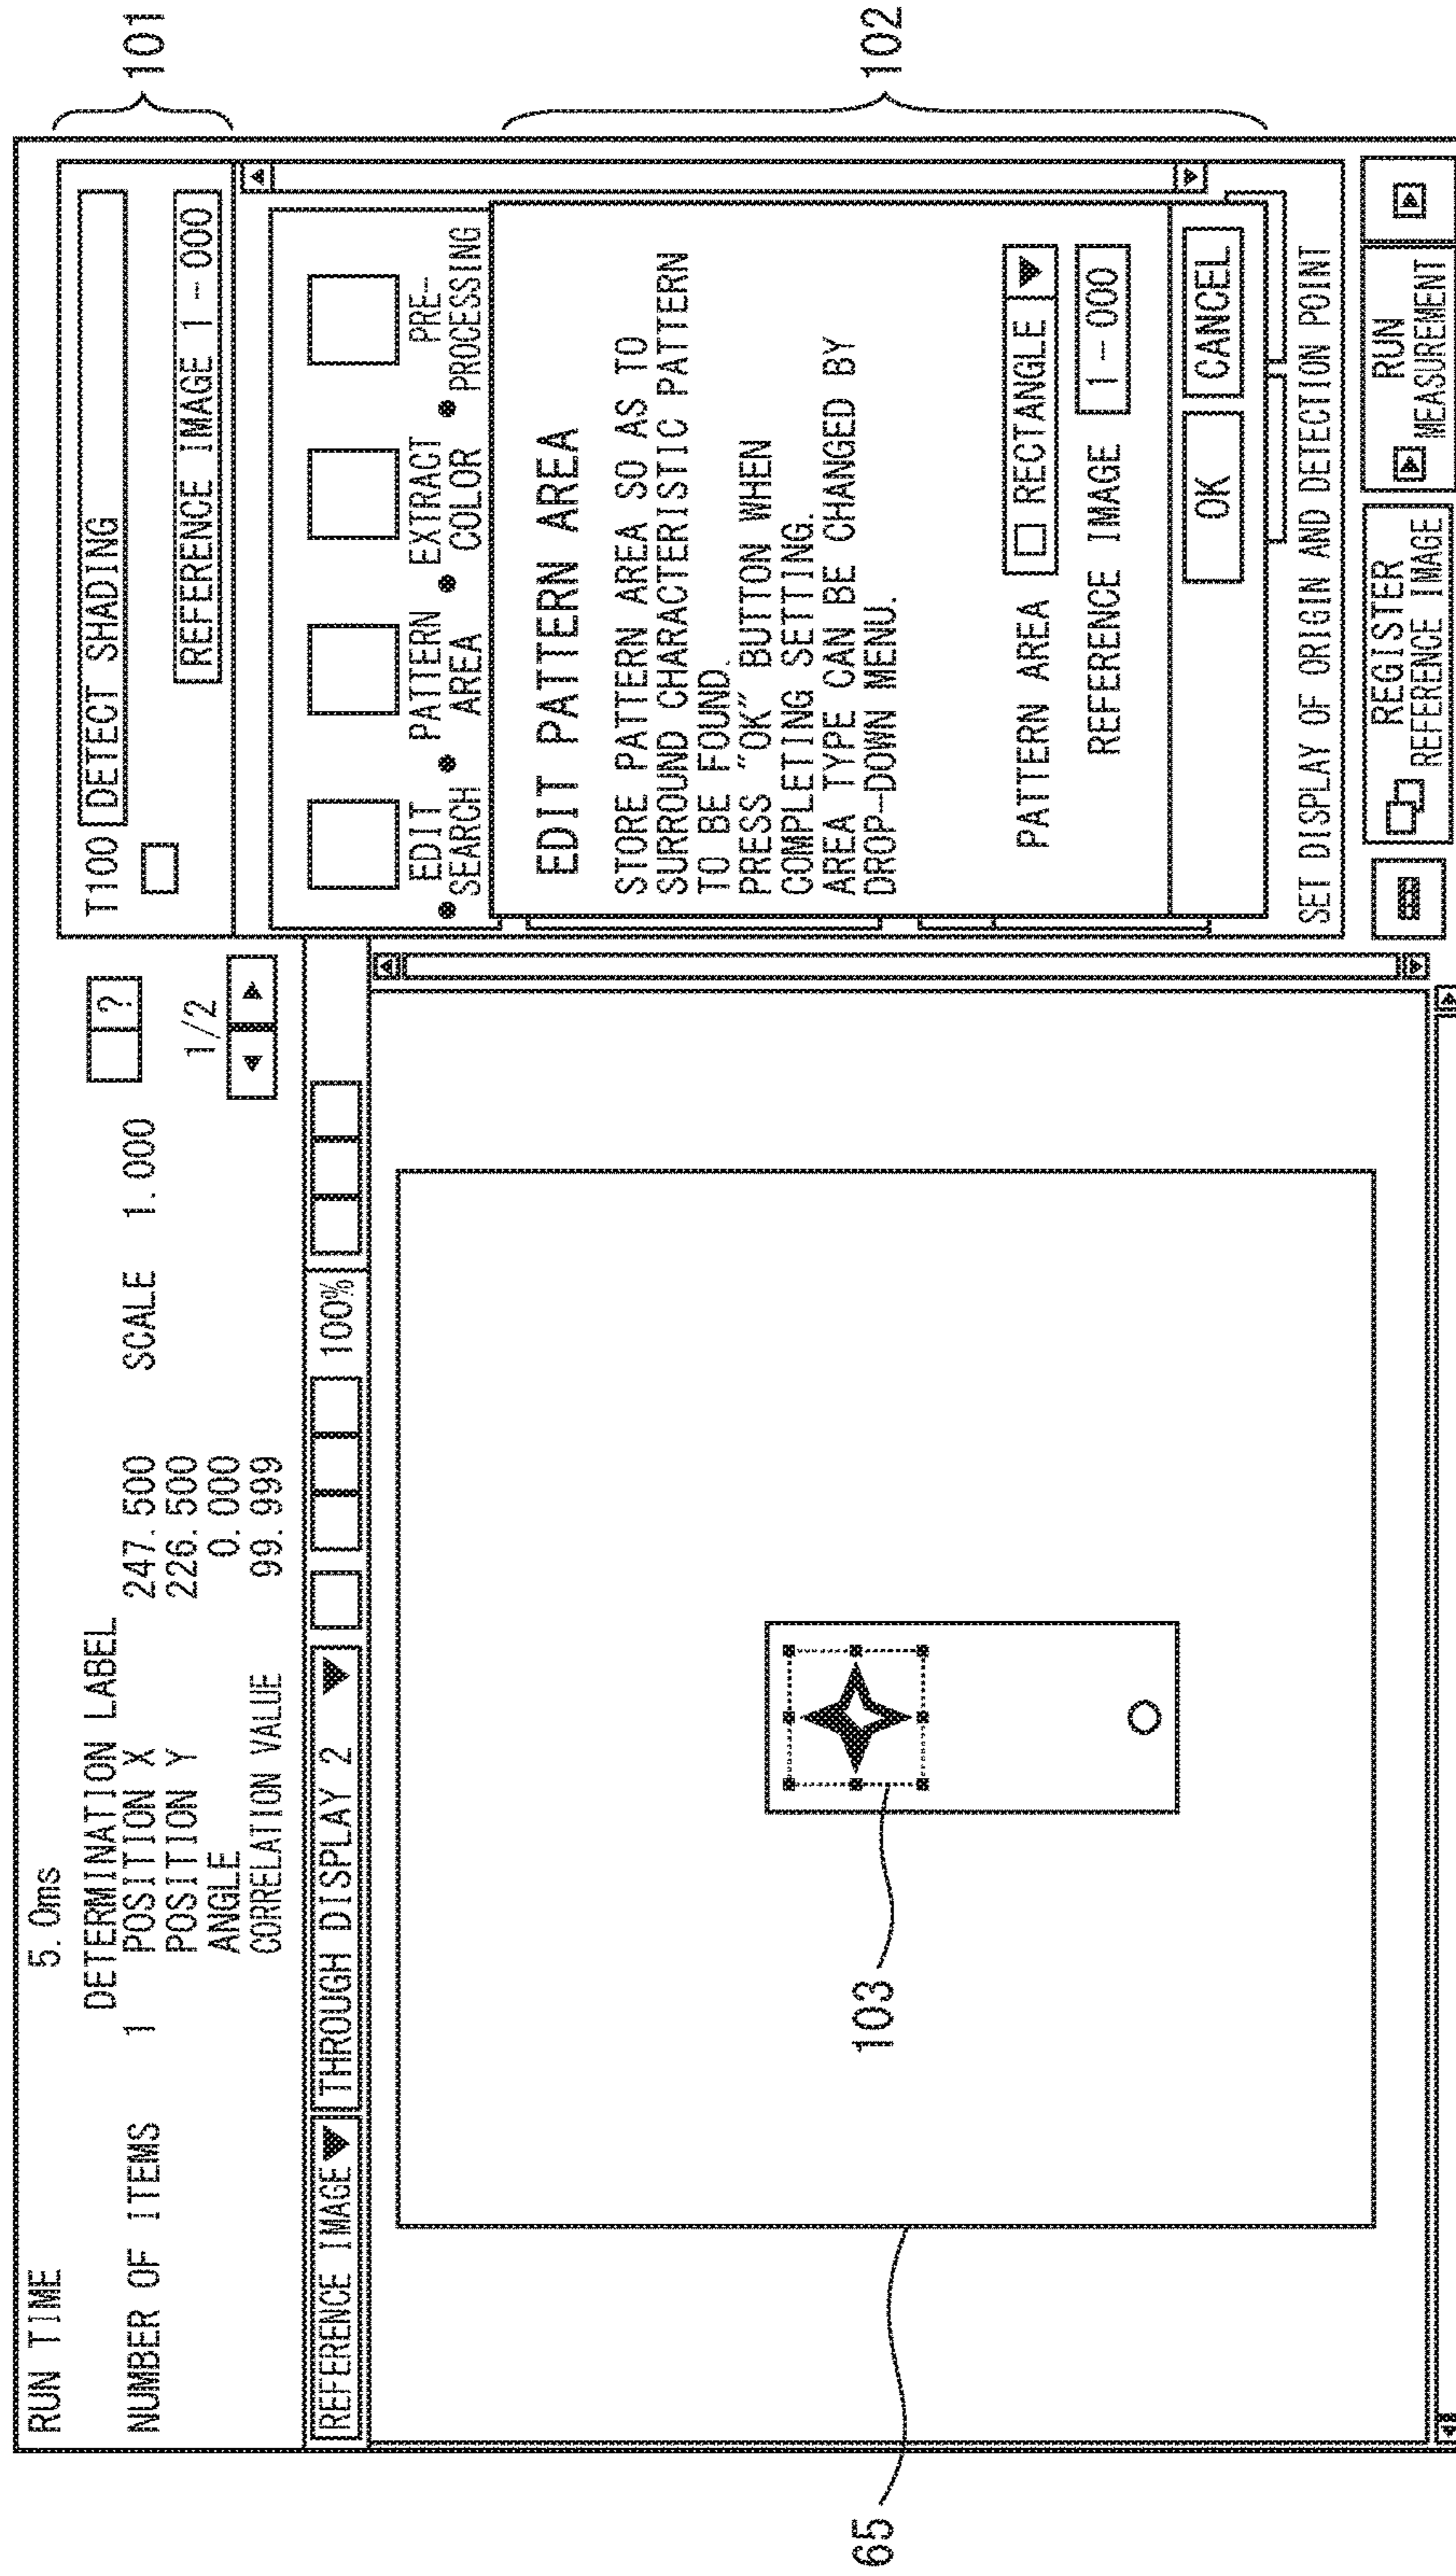 RUN TIME 5.0ms
DETERMINATION LABEL
?
NUMBER OF ITEMS 1 POSITION X 247.500 SCALE 1.000
POSITION Y 226.500
1/2
ANGLE 0.000
CORRELATION VALUE 99.999
REFERENCE IMAGE THROUGH DISPLAY 2 100%
T100 DETECT SHADING
REFERENCE IMAGE 1-000
101
EDIT SEARCH
PATTERN AREA
EXTRACT COLOR
PRE-PROCESSING
EDIT PATTERN AREA
STORE PATTERN AREA SO AS TO
SURROUND CHARACTERISTIC PATTERN
TO BE FOUND.
PRESS "OK" BUTTON WHEN
COMPLETING SETTING.
AREA TYPE CAN BE CHANGED BY
DROP-DOWN MENU.
PATTERN AREA RECTANGLE
REFERENCE IMAGE 1-000
OK CANCEL
102
SET DISPLAY OF ORIGIN AND DETECTION POINT
REGISTER
REFERENCE IMAGE
RUN
MEASUREMENT
103
65